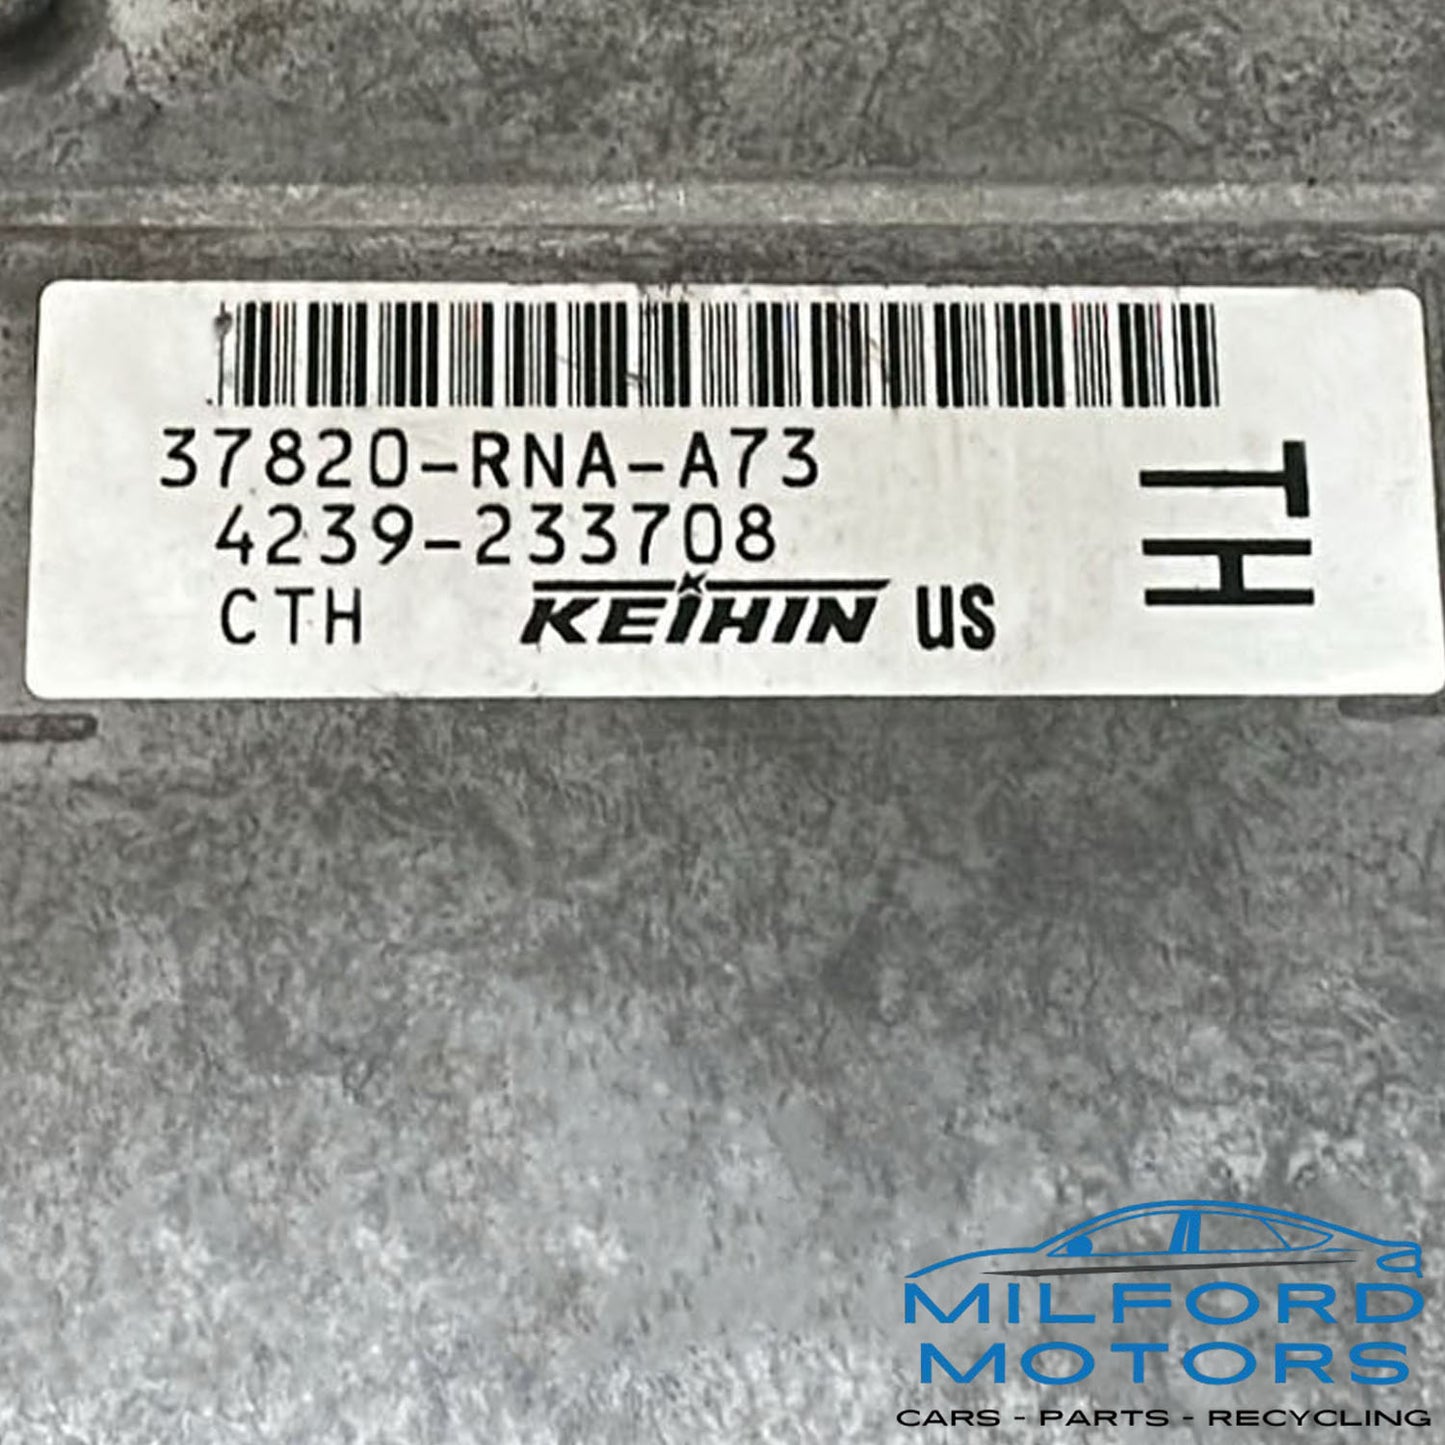 37820-RNA-A73
4239-233708
CTH KEIHIN US
TH
MILFORD
MOTORS
CARS - PARTS - RECYCLING